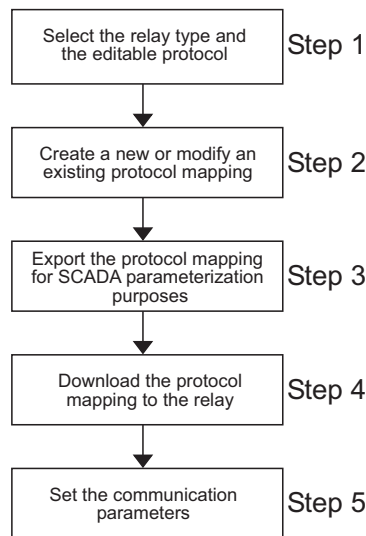 Select the relay type and
the editable protocol
Step 1
Create a new or modify an
existing protocol mapping
Step 2
Export the protocol mapping
for SCADA parameterization
purposes
Step 3
Download the protocol
mapping to the relay
Step 4
Set the communication
parameters
Step 5